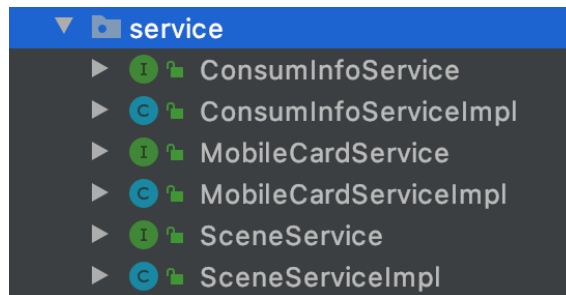 service
I ConsumInfoService
C ConsumInfoServiceImpl
I MobileCardService
C MobileCardServiceImpl
I SceneService
C SceneServiceImpl